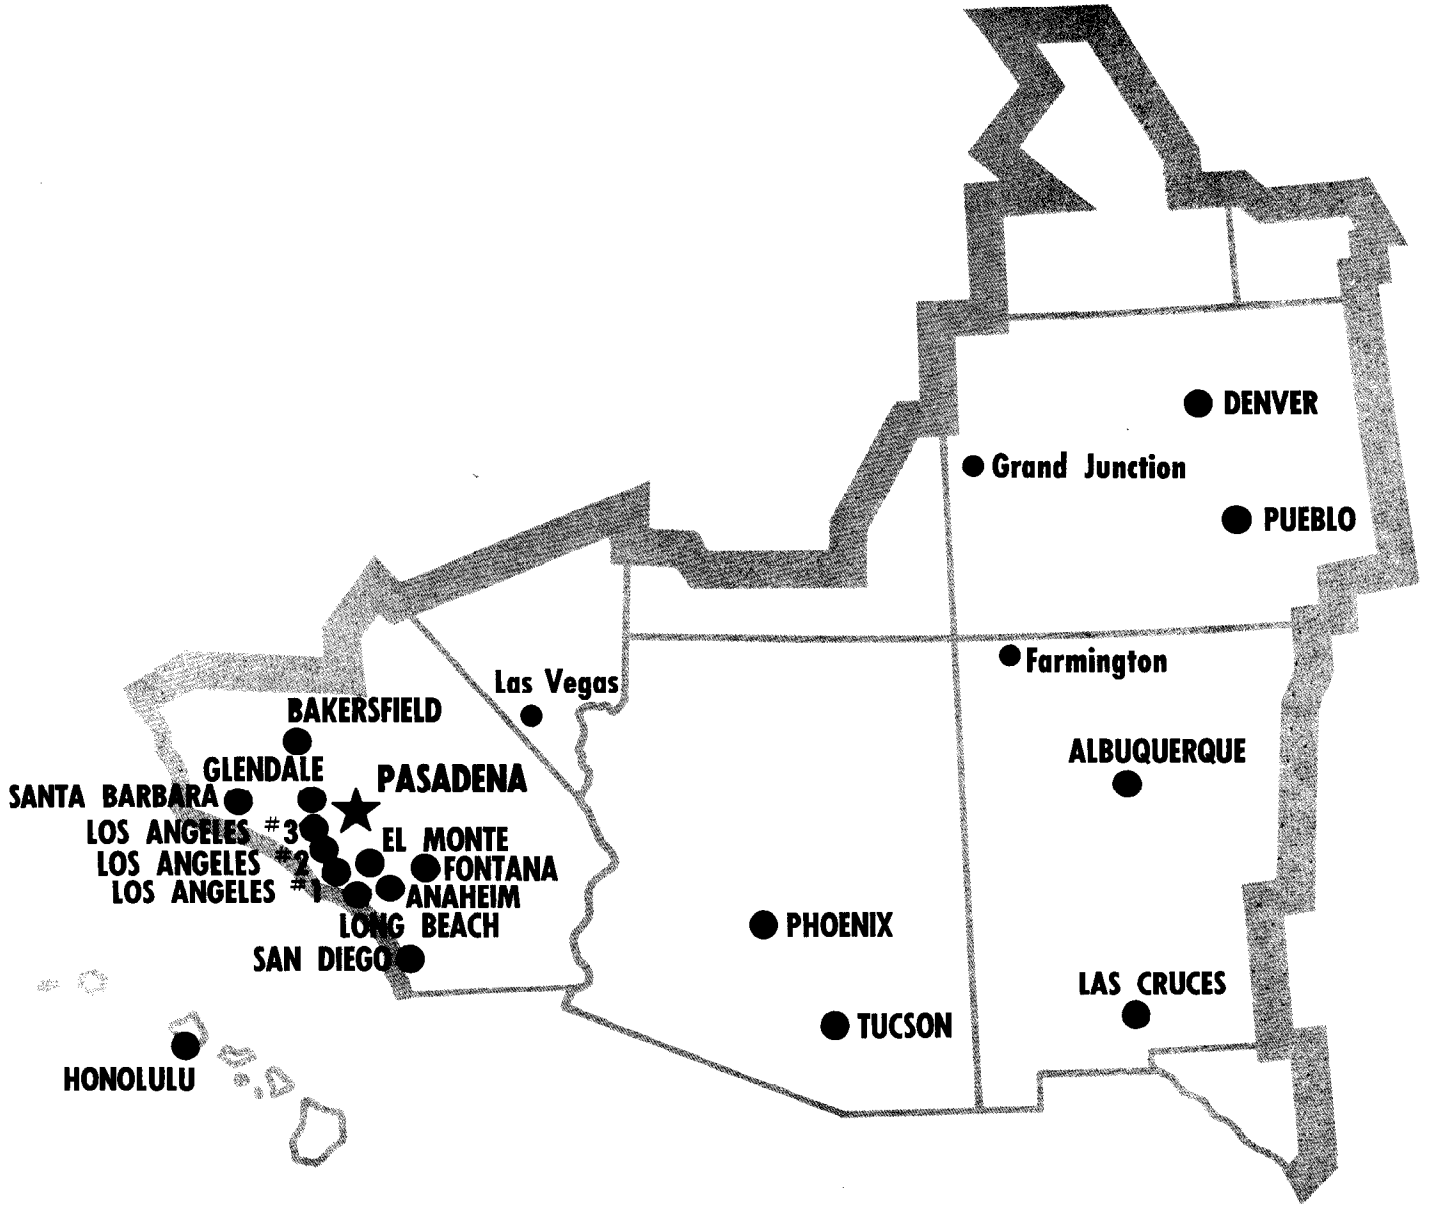 DENVER
Grand Junction
PUEBLO
Farmington
Las Vegas
BAKERSFIELD
ALBUQUERQUE
GLENDALE
PASADENA
SANTA BARBARA
LOS ANGELES #3
EL MONTE
LOS ANGELES #2
FONTANA
LOS ANGELES #1
ANAHEIM
LONG BEACH
PHOENIX
SAN DIEGO
LAS CRUCES
TUCSON
HONOLULU